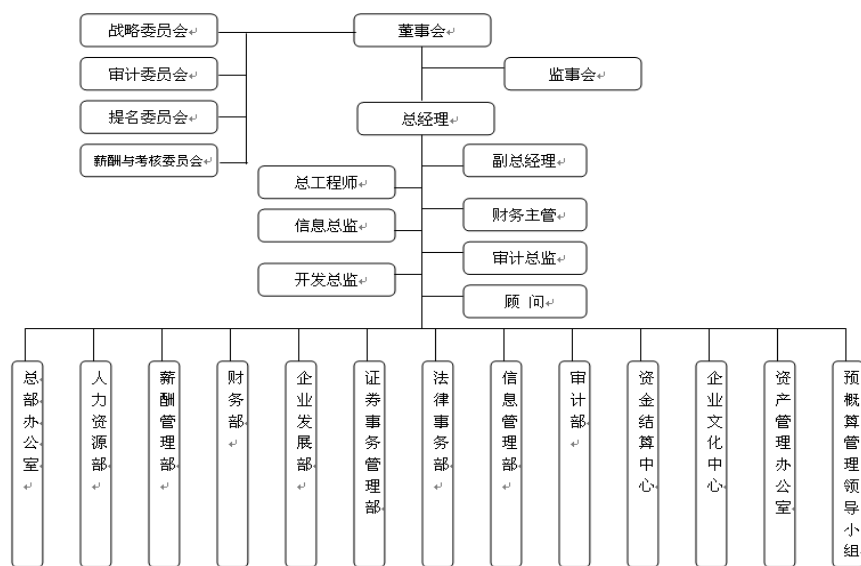 战略委员会
董事会
审计委员会
监事会
提名委员会
总经理
薪酬与考核委员会
副总经理
总工程师
财务主管
信息总监
审计总监
开发总监
顾 问
总部办公室
人力资源部
薪酬管理部
财务部
企业发展部
证券事务管理部
法律事务部
信息管理部
审计部
资金结算中心
企业文化中心
资产管理办公室
预概算管理领导小组